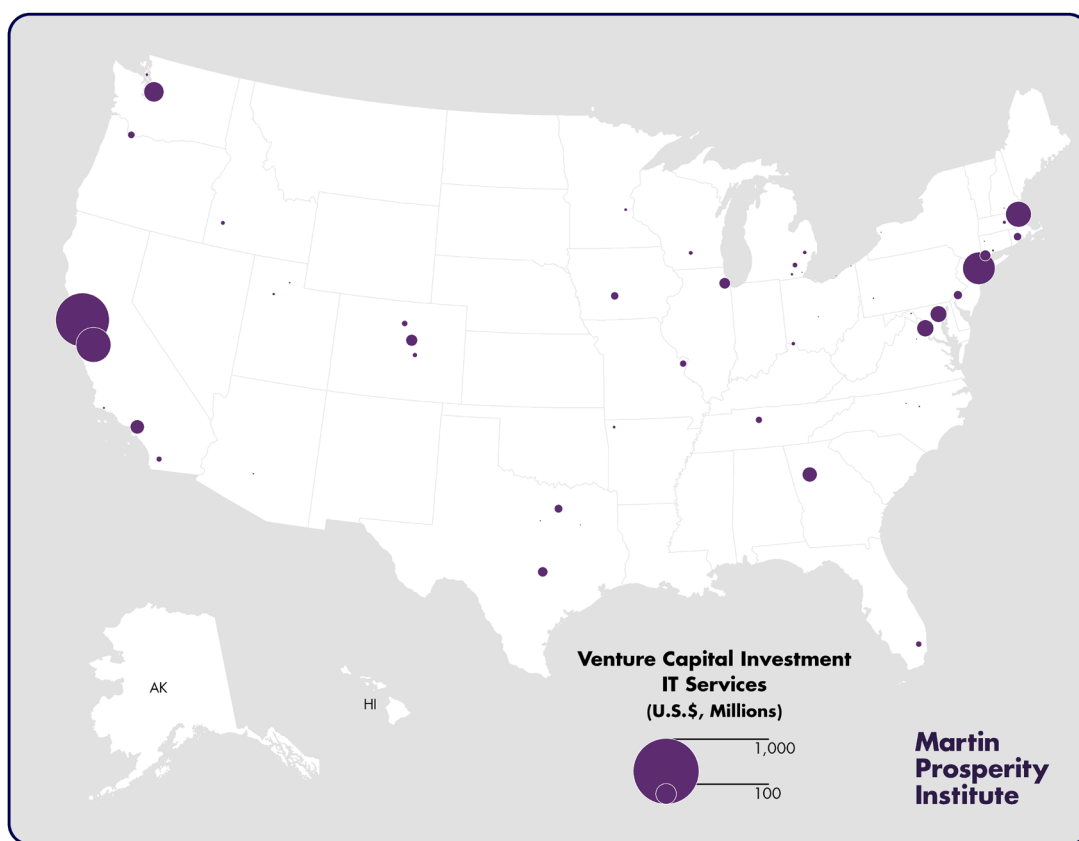 Venture Capital Investment
IT Services
(U.S.$, Millions)
1,000
100
AK
HI
Martin
Prosperity
Institute